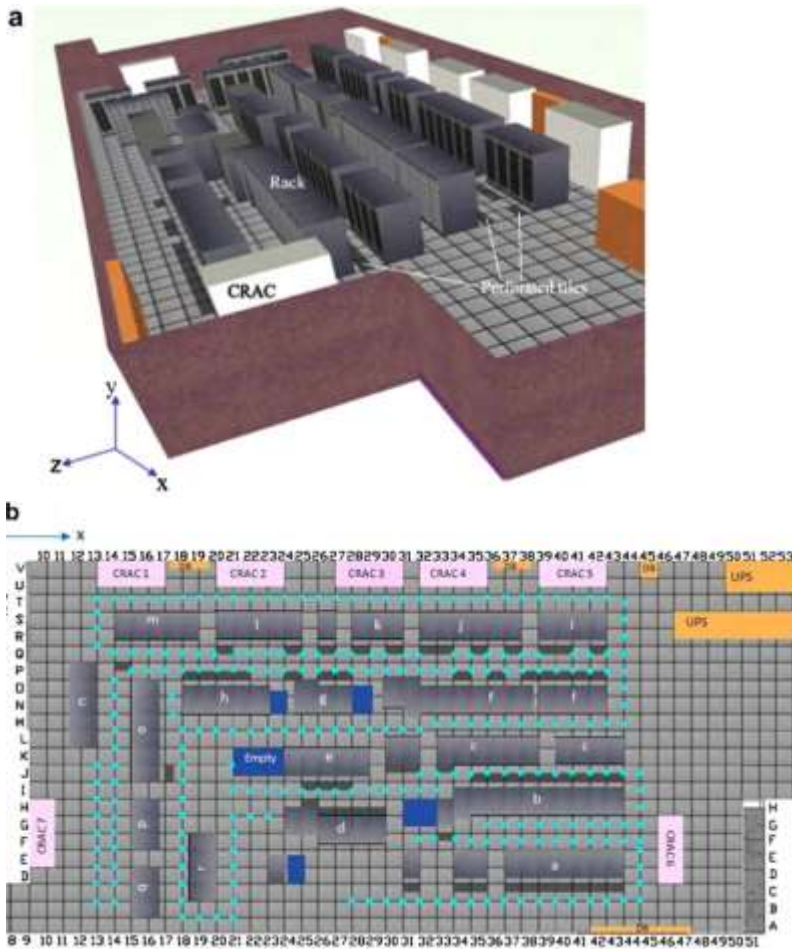 a
Rack
CRAC
Perforated tiles
y
z
x
b
x
10 11 12 13 14 15 16 17 18 19 20 21 22 23 24 25 26 27 28 29 30 31 32 33 34 35 36 37 38 39 40 41 42 43 44 45 46 47 48 49 50 51 52 53
V CRAC 1 DB CRAC 2 CRAC 3 CRAC 4 DB CRAC 5 DB UPS
U
T
S m l k j i UPS
R
Q
P
O c h g f f
N
M
L o
K Empty e
J
I
H b H
G p d G
F CRAC 7 r CRAC 6 F
E E
D q a D
C
B
A
8 9 10 11 12 13 14 15 16 17 18 19 20 21 22 23 24 25 26 27 28 29 30 31 32 33 34 35 36 37 38 39 40 41 42 43 44 45 46 47 48 49 50 51